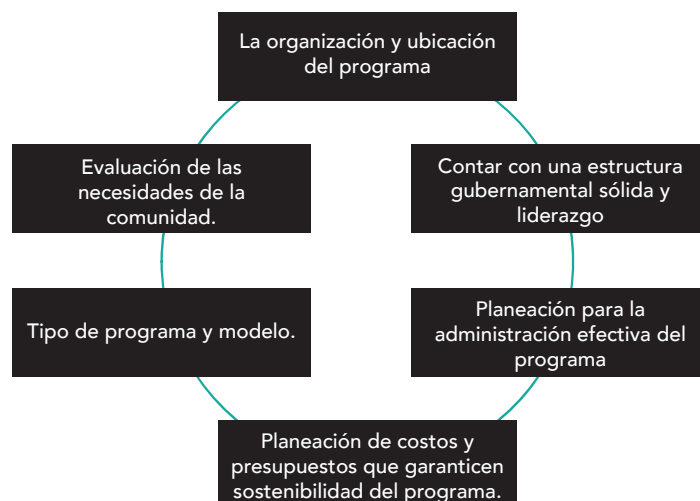 La organización y ubicación
del programa
Evaluación de las
necesidades de la
comunidad.
Contar con una estructura
gubernamental sólida y
liderazgo
Tipo de programa y modelo.
Planeación para la
administración efectiva del
programa
Planeación de costos y
presupuestos que garanticen
sostenibilidad del programa.